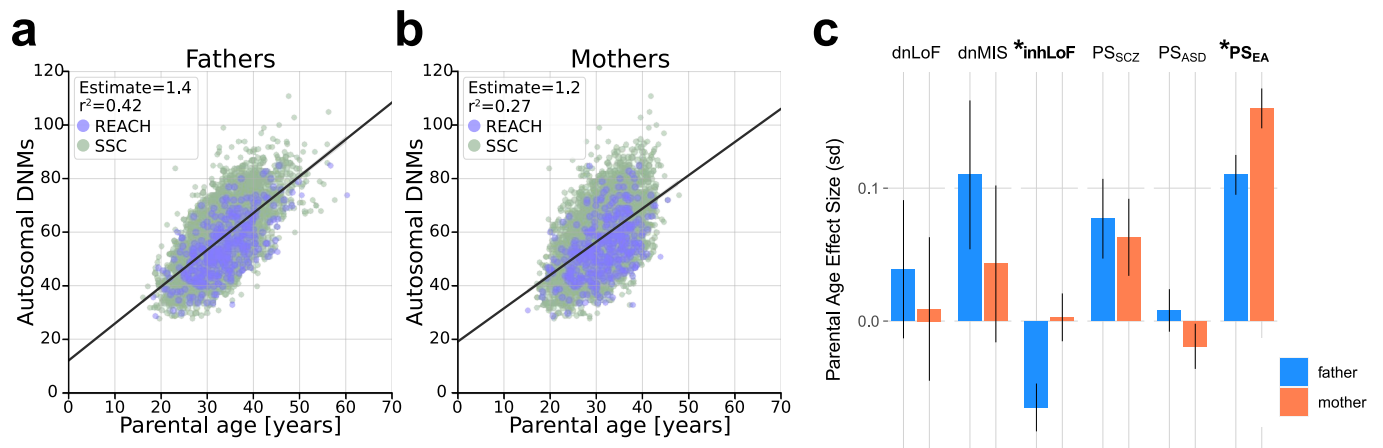 a
Fathers
Autosomal DNMs
120
100
80
60
40
20
0
Estimate=1.4
r²=0.42
REACH
SSC
0 10 20 30 40 50 60 70
Parental age [years]
b
Mothers
Autosomal DNMs
120
100
80
60
40
20
0
Estimate=1.2
r²=0.27
REACH
SSC
0 10 20 30 40 50 60 70
Parental age [years]
c
dnLoF dnMIS *inhLoF PS_SCZ PS_ASD *PS_EA
Parental Age Effect Size (sd)
0.1
0.0
father
mother